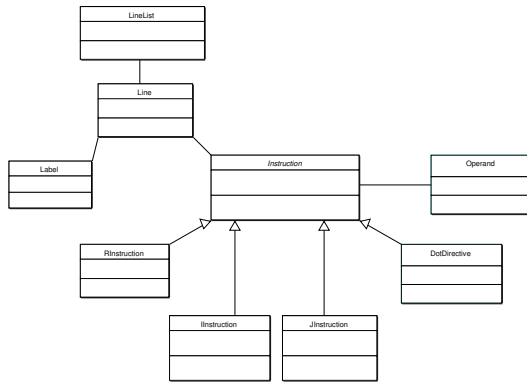 LineList
Line
Label
Instruction
Operand
RInstruction
DotDirective
IInstruction
JInstruction